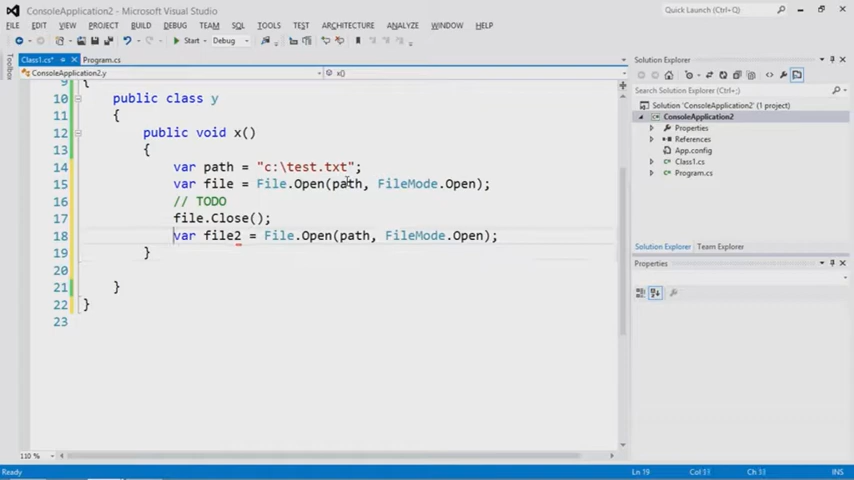 ConsoleApplication2 - Microsoft Visual Studio
Quick Launch (Ctrl+Q)
FILE EDIT VIEW PROJECT BUILD DEBUG TEAM SQL TOOLS TEST ARCHITECTURE ANALYZE WINDOW HELP
Start Debug
Toolbox
Class1.cs* Program.cs
ConsoleApplication2.y x()
9 {
10 public class y
11 {
12 public void x()
13 {
14 var path = "c:\test.txt";
15 var file = File.Open(path, FileMode.Open);
16 // TODO
17 file.Close();
18 var file2 = File.Open(path, FileMode.Open);
19 }
20
21 }
22 }
23
110 %
Solution Explorer
Search Solution Explorer (Ctrl+;)
Solution 'ConsoleApplication2' (1 project)
ConsoleApplication2
Properties
References
App.config
Class1.cs
Program.cs
Solution Explorer Team Explorer
Properties
Ready
Ln 19
INS